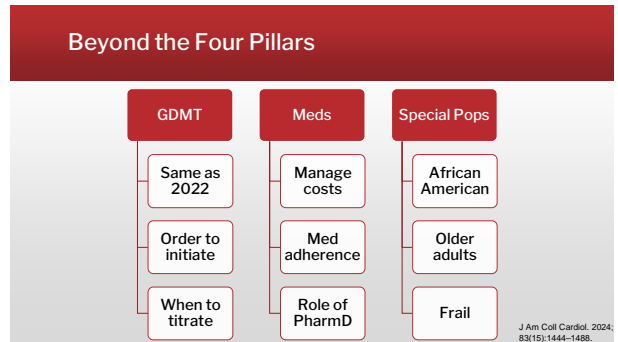 Beyond the Four Pillars
GDMT
Same as
2022
Order to
initiate
When to
titrate
Meds
Manage
costs
Med
adherence
Role of
PharmD
Special Pops
African
American
Older
adults
Frail
J Am Coll Cardiol. 2024;
83(15):1444–1488.